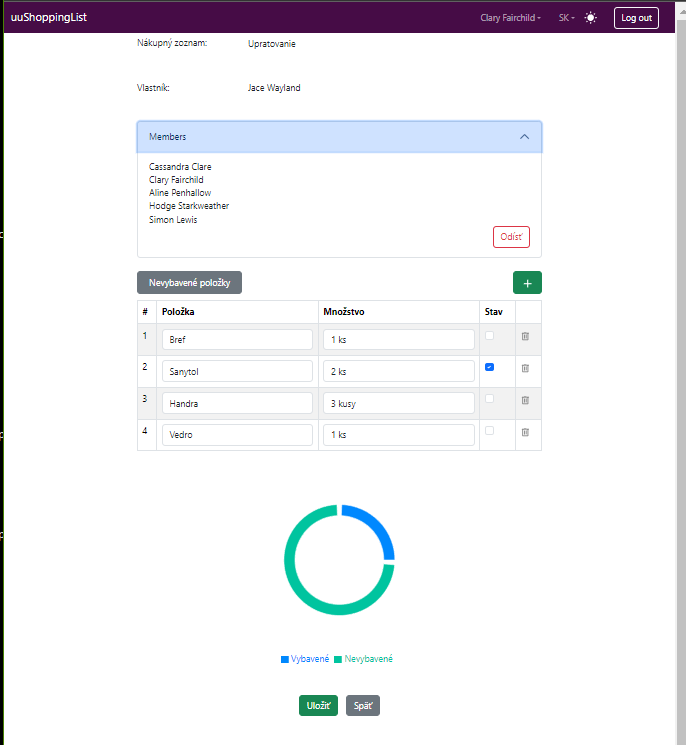 uuShoppingList Clary Fairchild SK Log out
Nákupný zoznam: Upratovanie
Vlastník: Jace Wayland
Members
Cassandra Clare
Clary Fairchild
Aline Penhallow
Hodge Starkweather
Simon Lewis
Odísť
Nevybavené položky +
# Položka Množstvo Stav
1 Bref 1 ks
2 Sanytol 2 ks
3 Handra 3 kusy
4 Vedro 1 ks
Vybavené Nevybavené
Uložiť Späť